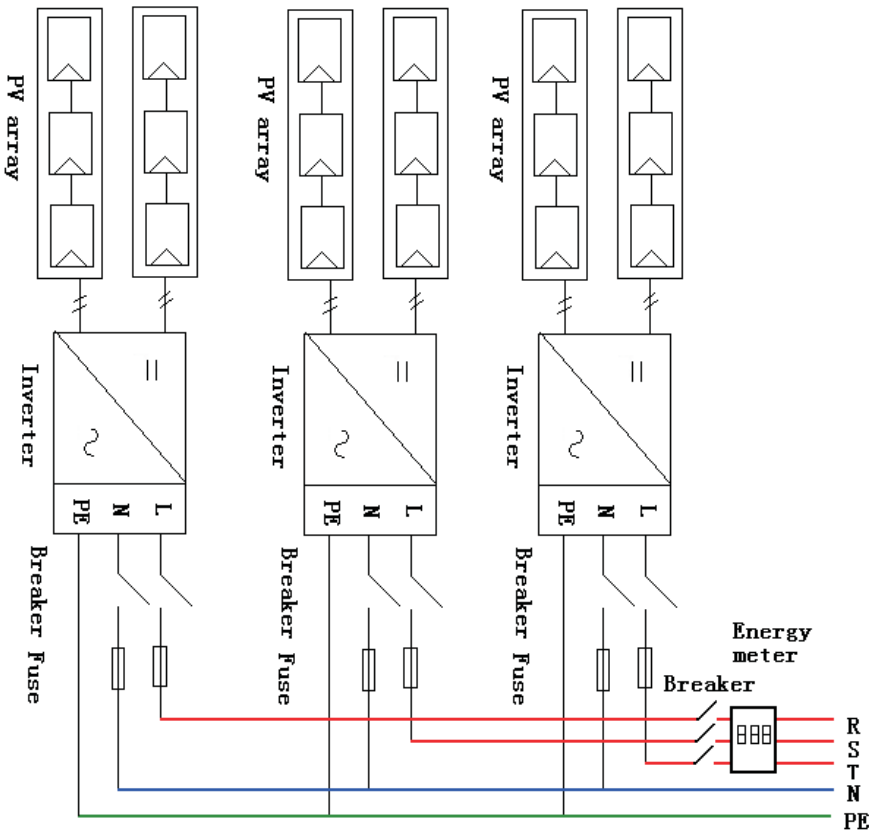 PV array
PV array
PV array
Inverter
Inverter
Inverter
PE N L
PE N L
PE N L
Breaker Fuse
Breaker Fuse
Breaker Fuse
Energy
meter
Breaker
R
S
T
N
PE